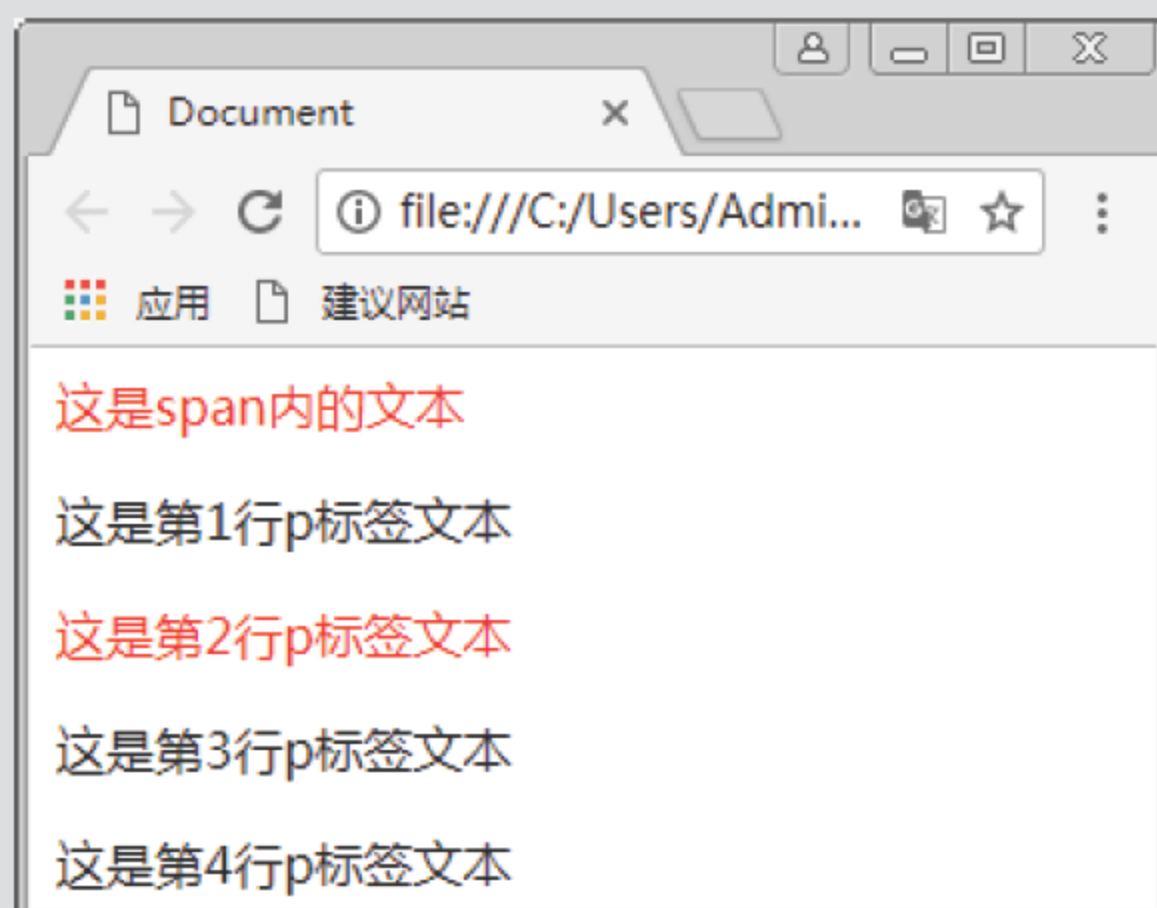 Document
file:///C:/Users/Admi...
应用 建议网站
这是span内的文本
这是第1行p标签文本
这是第2行p标签文本
这是第3行p标签文本
这是第4行p标签文本